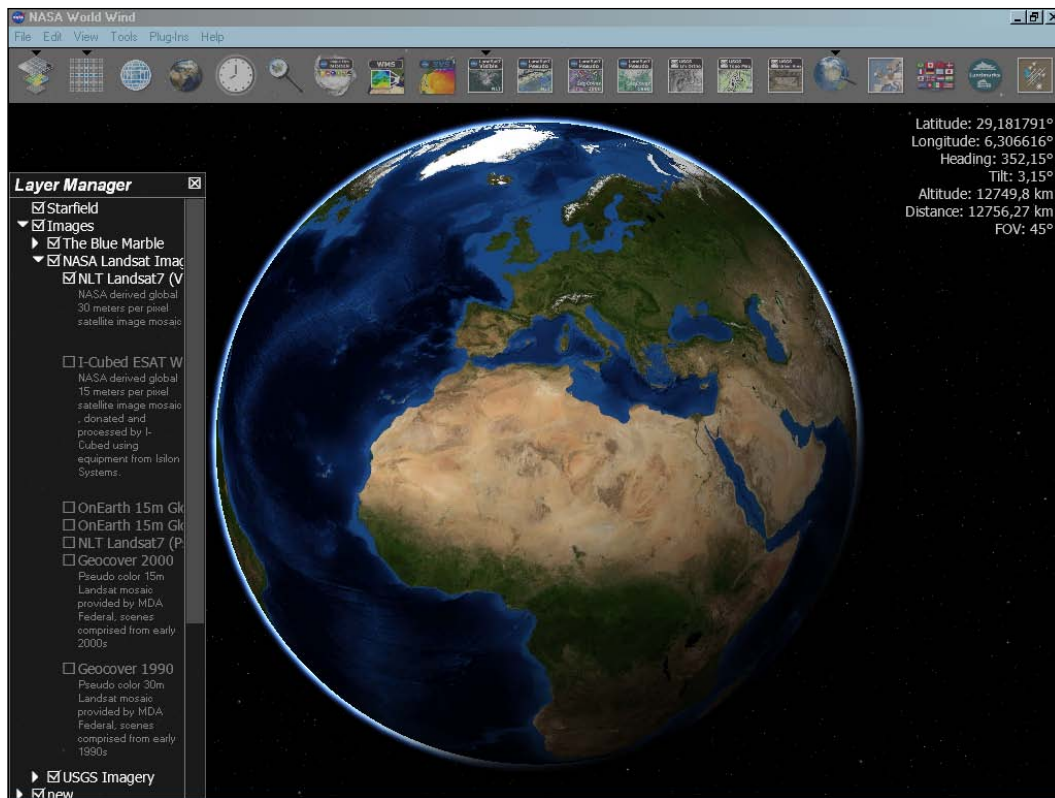 NASA World Wind
File Edit View Tools Plug-Ins Help
WMS
Landmarks
Latitude: 29,181791°
Longitude: 6,306616°
Heading: 352,15°
Tilt: 3,15°
Altitude: 12749,8 km
Distance: 12756,27 km
FOV: 45°
Layer Manager
Starfield
Images
The Blue Marble
NASA Landsat Imag
NLT Landsat7 (V
NASA derived global
30 meters per pixel
satellite image mosaic
I-Cubed ESAT W
NASA derived global
15 meters per pixel
satellite image mosaic
, donated and
processed by I-
Cubed using
equipment from Isilon
Systems.
OnEarth 15m Gl
OnEarth 15m Gl
NLT Landsat7 (P
Geocover 2000
Pseudo color 15m
Landsat mosaic
provided by MDA
Federal, scenes
comprised from early
2000s
Geocover 1990
Pseudo color 30m
Landsat mosaic
provided by MDA
Federal, scenes
comprised from early
1990s
USGS Imagery
new